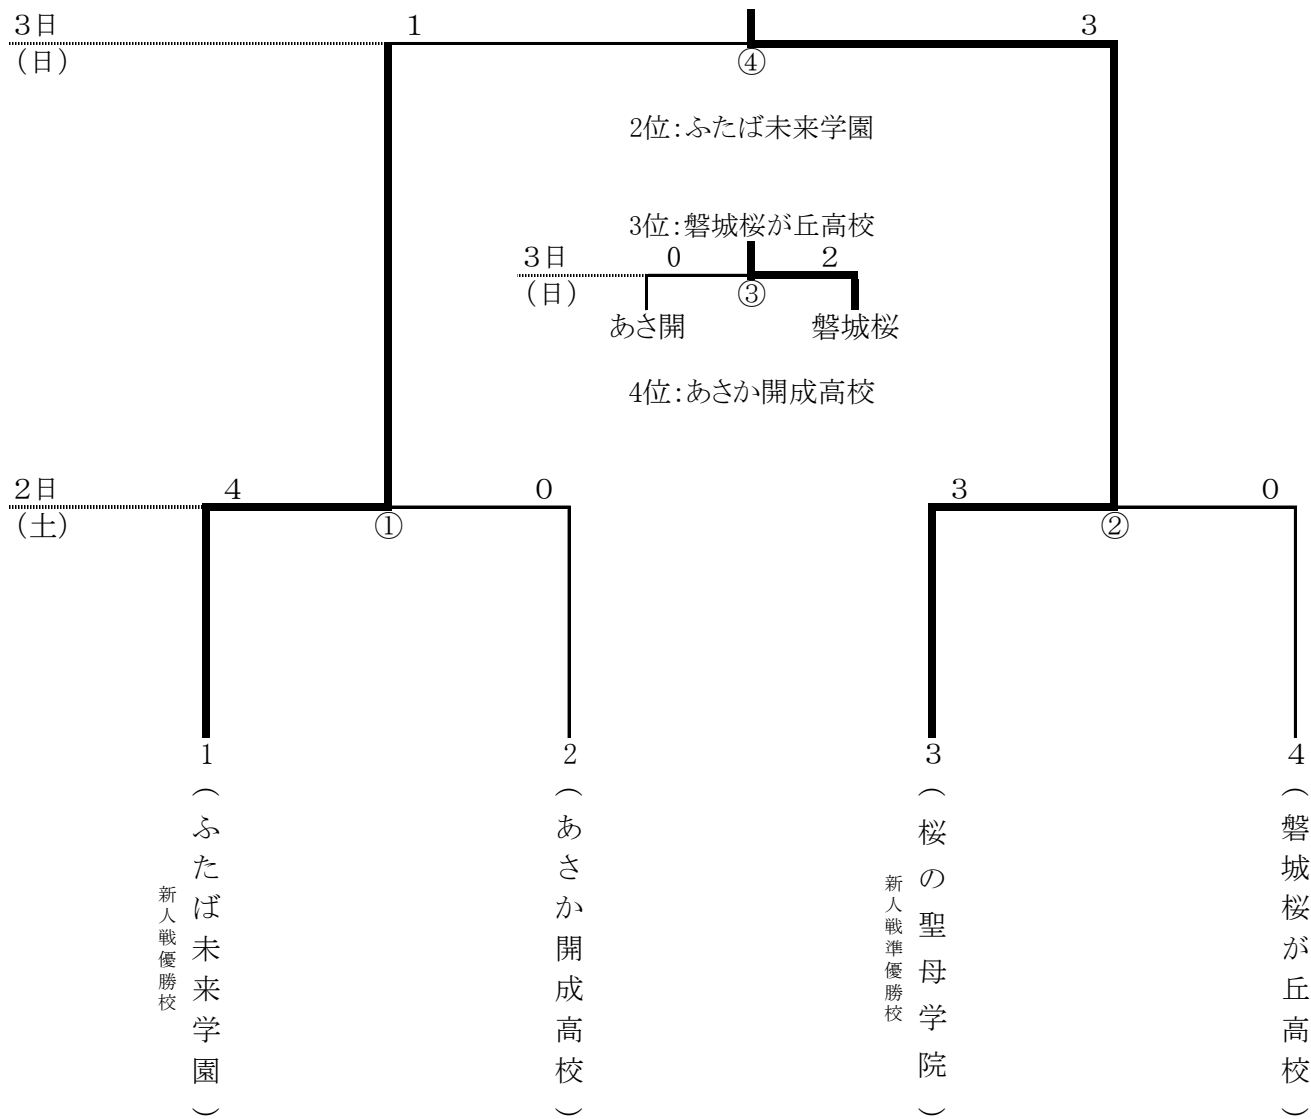 3日
1
3
（日）
④
2位：ふたば未来学園
3位：磐城桜が丘高校
3日
0
2
（日）
③
あさ開
磐城桜
4位：あさか開成高校
2日
4
0
3
0
（土）
①
②
1
2
3
4
（ふたば未来学園）
新人戦優勝校
（あさか開成高校）
（桜の聖母学院）
新人戦準優勝校
（磐城桜が丘高校）